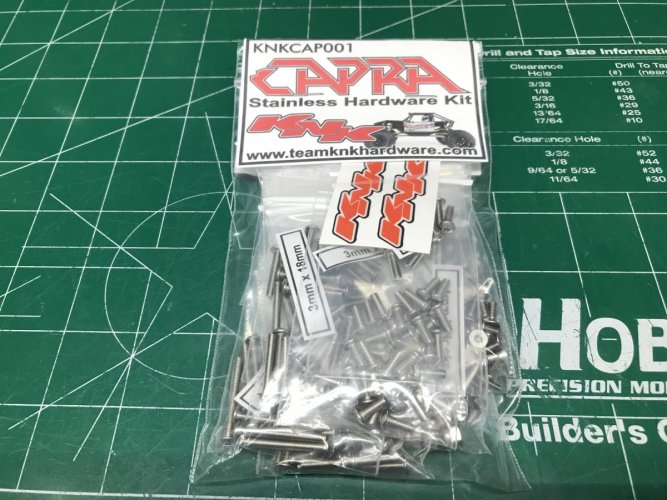 KNKCAP001
CAPRA
Stainless Hardware Kit
KNK
www.teamknkhardware.com
KNK
KNK
3mm x 18mm
3mm x
Drill and Tap Size Information
Clearance Hole (#) Drill To Tap
3/32 #50
1/8 #43
5/32 #36
3/16 #29
13/64 #25
17/64 #10
Clearance Hole (#)
3/32 #52
1/8 #44
9/64 or 5/32 #36
11/64 #30
HOB
PRECISION MO
Builder's